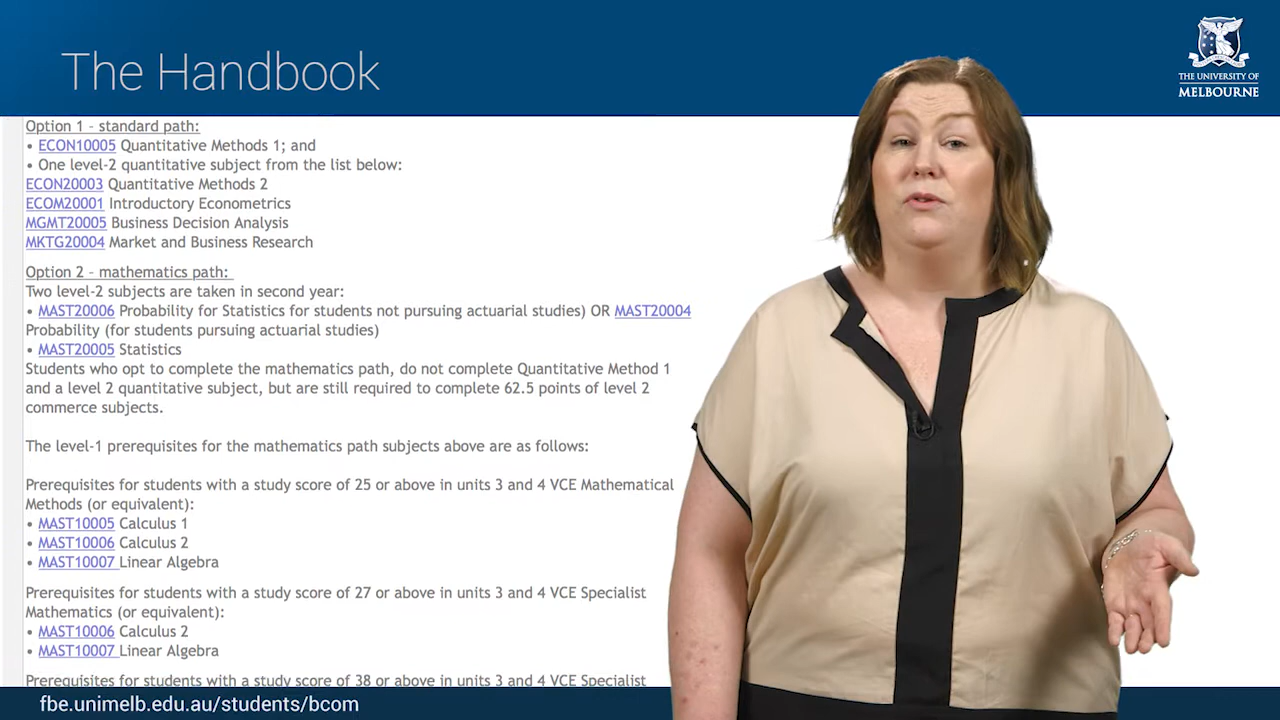 The Handbook
THE UNIVERSITY OF
MELBOURNE
Option 1 – standard path:
• ECON10005 Quantitative Methods 1; and
• One level-2 quantitative subject from the list below:
ECON20003 Quantitative Methods 2
ECOM20001 Introductory Econometrics
MGMT20005 Business Decision Analysis
MKTG20004 Market and Business Research
Option 2 – mathematics path:
Two level-2 subjects are taken in second year:
• MAST20006 Probability for Statistics for students not pursuing actuarial studies) OR MAST20004
Probability (for students pursuing actuarial studies)
• MAST20005 Statistics
Students who opt to complete the mathematics path, do not complete Quantitative Method 1
and a level 2 quantitative subject, but are still required to complete 62.5 points of level 2
commerce subjects.
The level-1 prerequisites for the mathematics path subjects above are as follows:
Prerequisites for students with a study score of 25 or above in units 3 and 4 VCE Mathematical
Methods (or equivalent):
• MAST10005 Calculus 1
• MAST10006 Calculus 2
• MAST10007 Linear Algebra
Prerequisites for students with a study score of 27 or above in units 3 and 4 VCE Specialist
Mathematics (or equivalent):
• MAST10006 Calculus 2
• MAST10007 Linear Algebra
Prerequisites for students with a study score of 38 or above in units 3 and 4 VCE Specialist
fbe.unimelb.edu.au/students/bcom